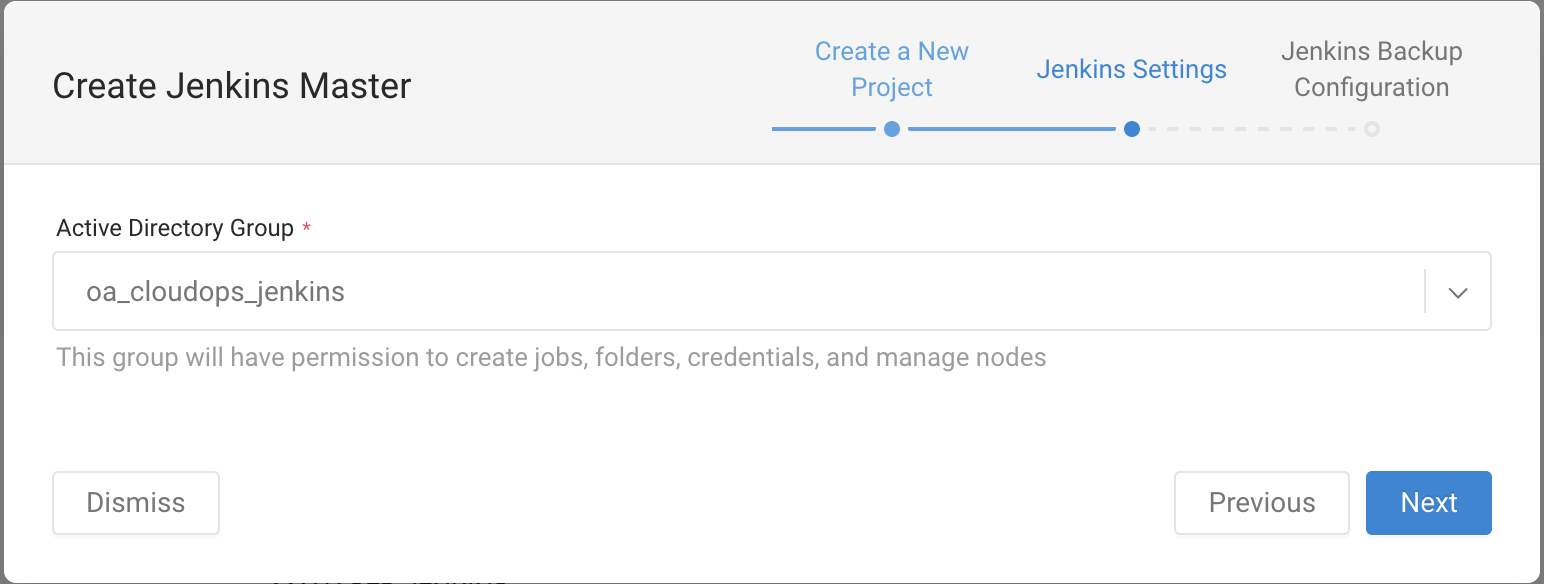 Create Jenkins Master
Create a New
Project
Jenkins Settings
Jenkins Backup
Configuration
Active Directory Group *
oa_cloudops_jenkins
This group will have permission to create jobs, folders, credentials, and manage nodes
Dismiss
Previous
Next